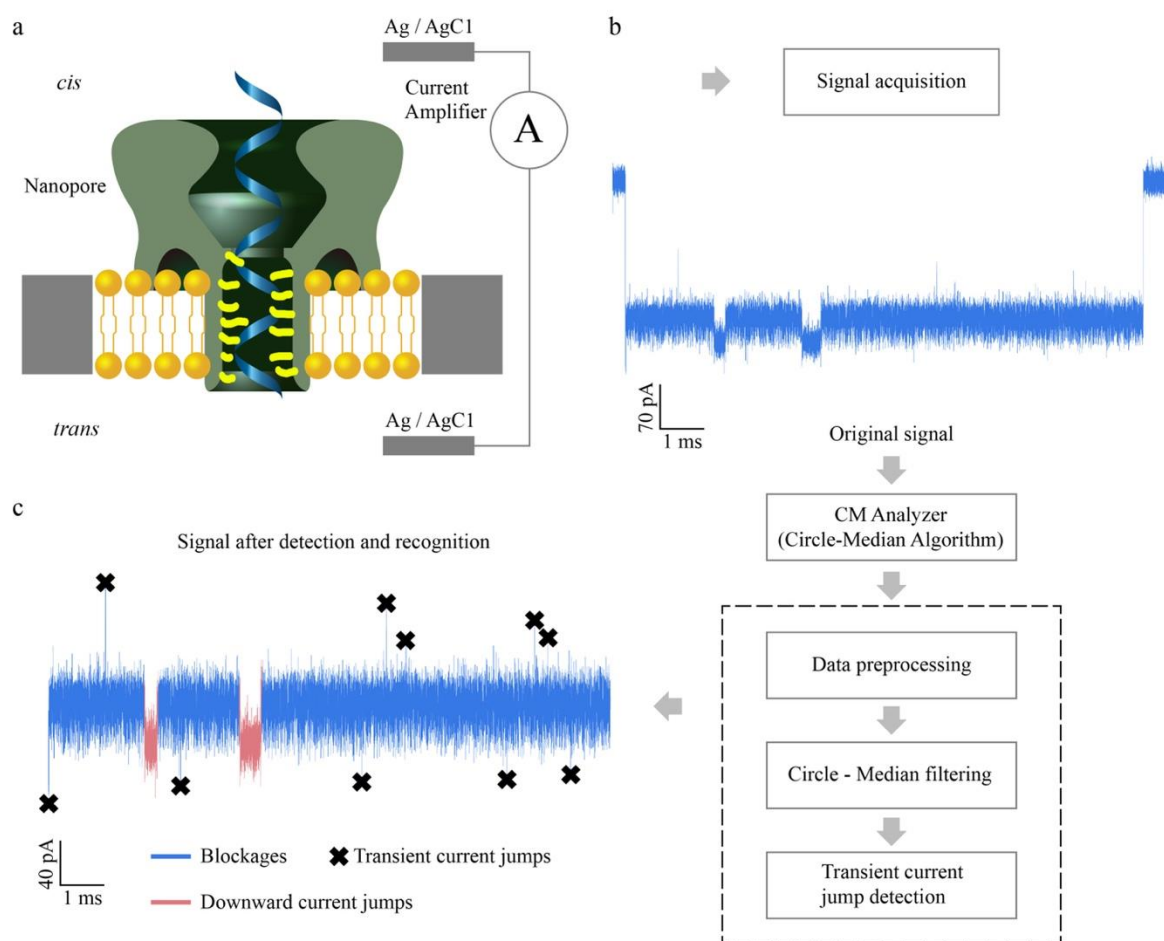 a
Ag / AgC1
cis
Current
Amplifier
A
Nanopore
Ag / AgC1
trans
b
Signal acquisition
70 pA
1 ms
Original signal
CM Analyzer
(Circle-Median Algorithm)
Data preprocessing
Circle - Median filtering
Transient current
jump detection
c
Signal after detection and recognition
40 pA
1 ms
Blockages
Transient current jumps
Downward current jumps